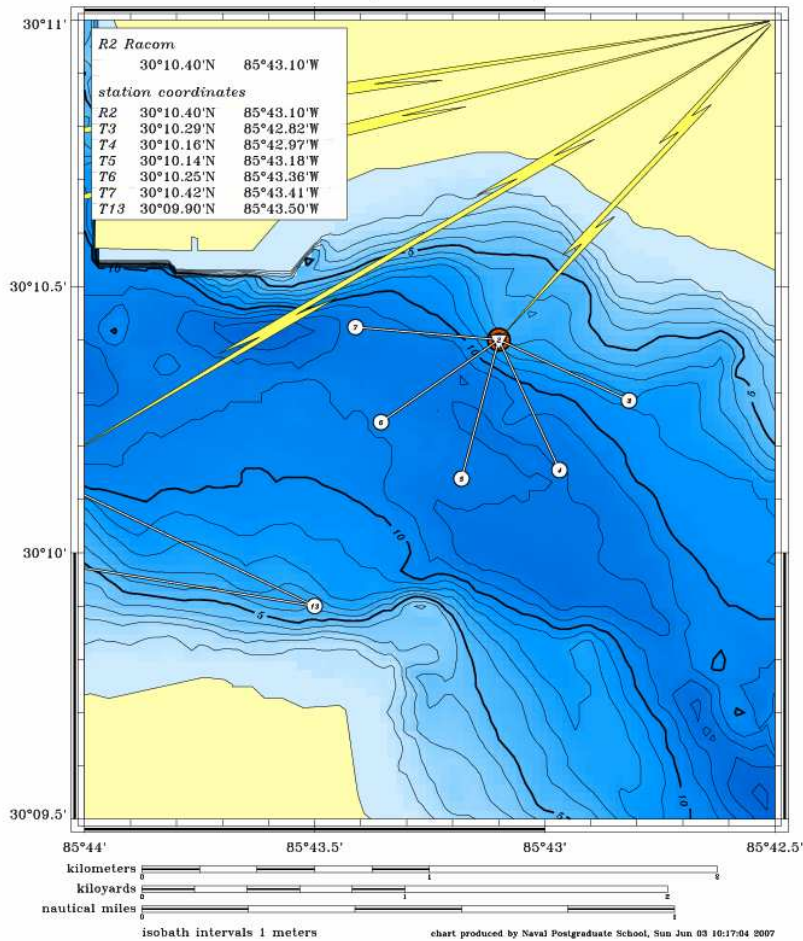 30°11'
R2 Racom
30°10.40'N 85°43.10'W
station coordinates
R2 30°10.40'N 85°43.10'W
T3 30°10.29'N 85°42.82'W
T4 30°10.16'N 85°42.97'W
T5 30°10.14'N 85°43.18'W
T6 30°10.25'N 85°43.36'W
T7 30°10.42'N 85°43.41'W
T13 30°09.90'N 85°43.50'W
5
10
30°10.5'
7
2
10
3
6
5
4
10
30°10'
13
5
10
5
30°09.5'
85°44' 85°43.5' 85°43' 85°42.5'
kilometers
0 1 2
kiloyards
0 1 2
nautical miles
0 1
isobath intervals 1 meters
chart produced by Naval Postgraduate School, Sun Jun 03 10:17:04 2007